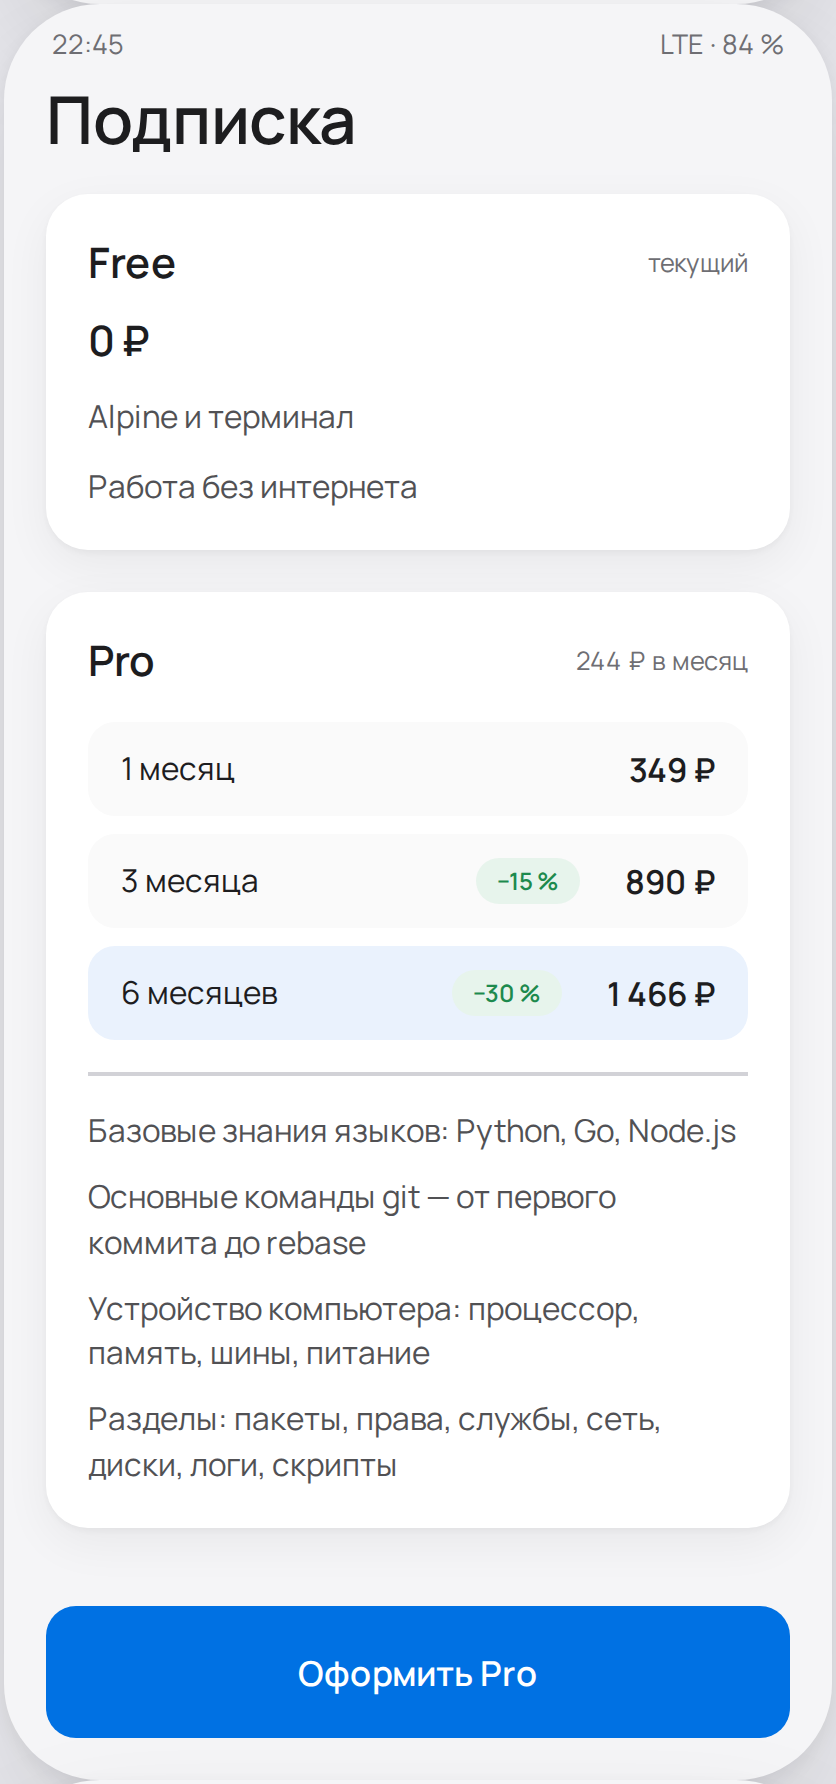 22:45 LTE · 84 %
Подписка
Free текущий
0 ₽
Alpine и терминал
Работа без интернета
Pro 244 ₽ в месяц
1 месяц 349 ₽
3 месяца −15 % 890 ₽
6 месяцев −30 % 1 466 ₽
Базовые знания языков: Python, Go, Node.js
Основные команды git — от первого
коммита до rebase
Устройство компьютера: процессор,
память, шины, питание
Разделы: пакеты, права, службы, сеть,
диски, логи, скрипты
Оформить Pro